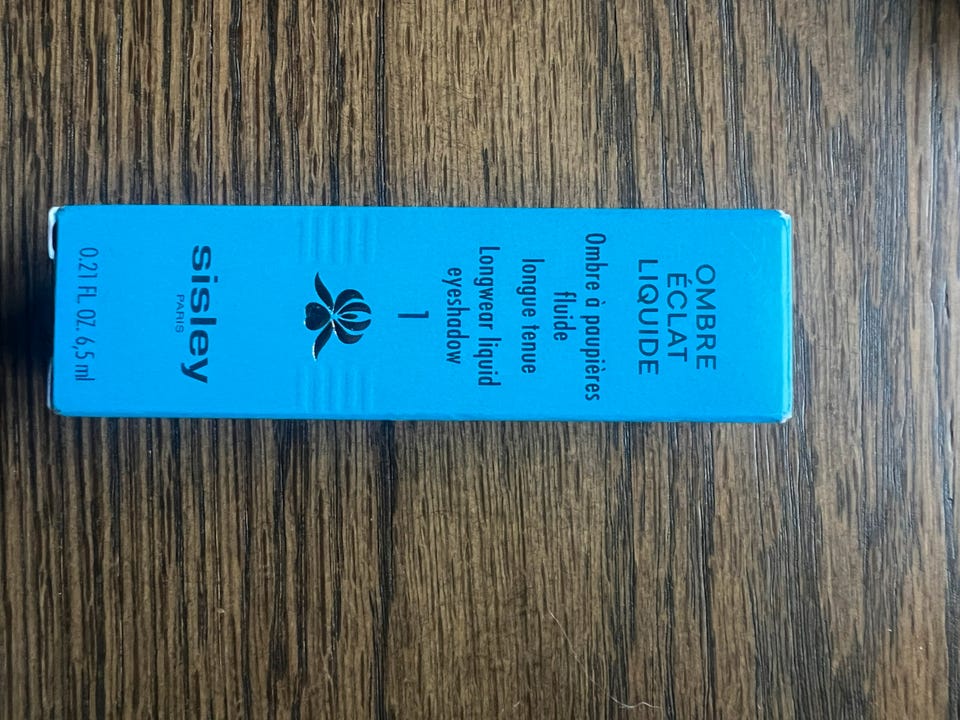 OMBRE
ÉCLAT
LIQUIDE
Ombre à paupières
fluide
longue tenue
Longwear liquid
eyeshadow
1
sisley
PARIS
0.21 FL. OZ. 6,5 ml